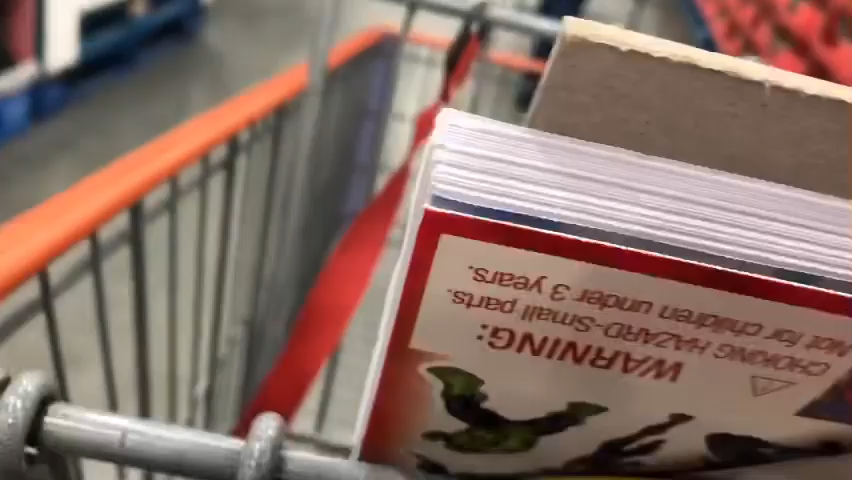 WARNING:
CHOKING HAZARD-Small parts.
Not for children under 3 years.